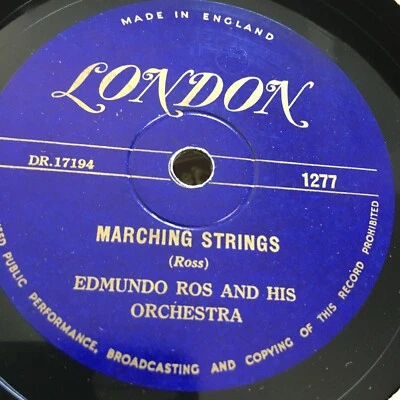 MADE IN ENGLAND
LONDON
DR.17194
1277
MARCHING STRINGS
(Ross)
EDMUNDO ROS AND HIS
ORCHESTRA
PUBLIC PERFORMANCE, BROADCASTING AND COPYING OF THIS RECORD PROHIBITED